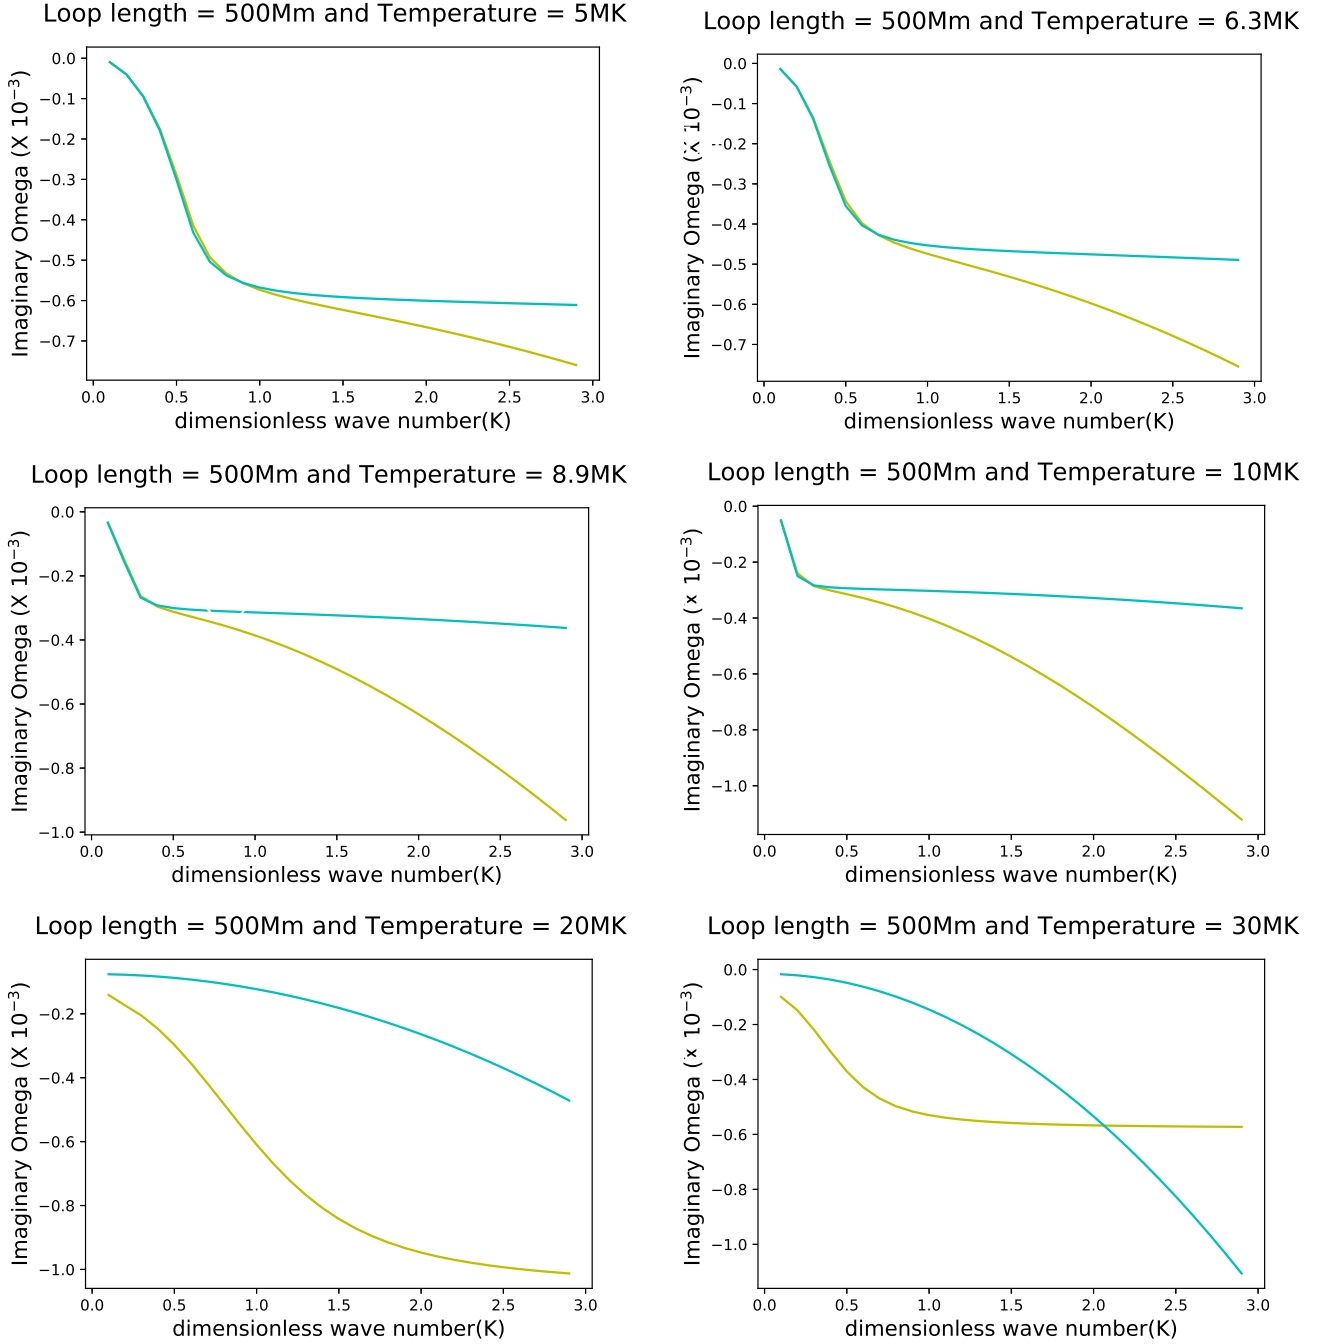 Loop length = 500Mm and Temperature = 5MK
Imaginary Omega (X 10⁻³)
0.0
−0.1
−0.2
−0.3
−0.4
−0.5
−0.6
−0.7
0.0 0.5 1.0 1.5 2.0 2.5 3.0
dimensionless wave number(K)
Loop length = 500Mm and Temperature = 6.3MK
Imaginary Omega (X 10⁻³)
0.0
−0.1
−0.2
−0.3
−0.4
−0.5
−0.6
−0.7
0.0 0.5 1.0 1.5 2.0 2.5 3.0
dimensionless wave number(K)
Loop length = 500Mm and Temperature = 8.9MK
Imaginary Omega (X 10⁻³)
0.0
−0.2
−0.4
−0.6
−0.8
−1.0
0.0 0.5 1.0 1.5 2.0 2.5 3.0
dimensionless wave number(K)
Loop length = 500Mm and Temperature = 10MK
Imaginary Omega (× 10⁻³)
0.0
−0.2
−0.4
−0.6
−0.8
−1.0
0.0 0.5 1.0 1.5 2.0 2.5 3.0
dimensionless wave number(K)
Loop length = 500Mm and Temperature = 20MK
Imaginary Omega (X 10⁻³)
−0.2
−0.4
−0.6
−0.8
−1.0
0.0 0.5 1.0 1.5 2.0 2.5 3.0
dimensionless wave number(K)
Loop length = 500Mm and Temperature = 30MK
Imaginary Omega (× 10⁻³)
0.0
−0.2
−0.4
−0.6
−0.8
−1.0
0.0 0.5 1.0 1.5 2.0 2.5 3.0
dimensionless wave number(K)